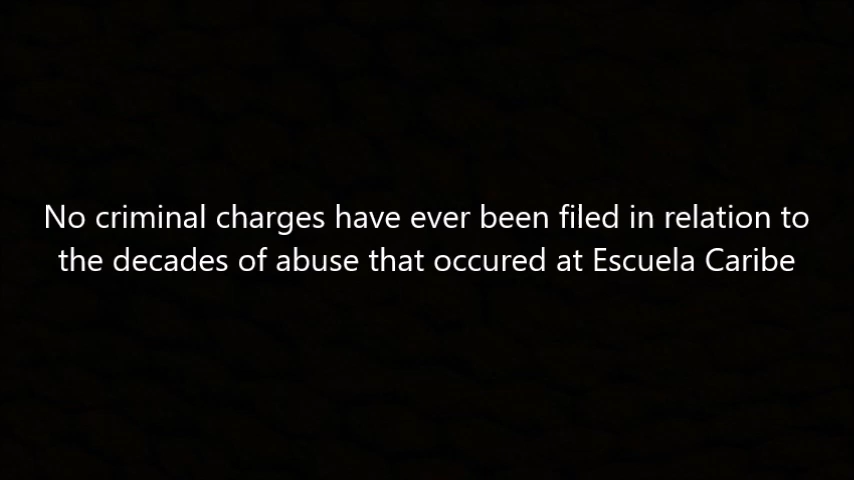 No criminal charges have ever been filed in relation to
the decades of abuse that occured at Escuela Caribe